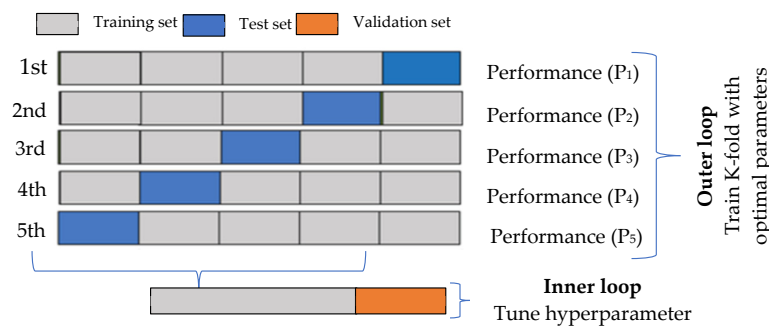 Training set Test set Validation set
1st Performance (P₁)
2nd Performance (P₂)
3rd Performance (P₃)
4th Performance (P₄)
5th Performance (P₅)
Outer loop
Train K-fold with
optimal parameters
Inner loop
Tune hyperparameter